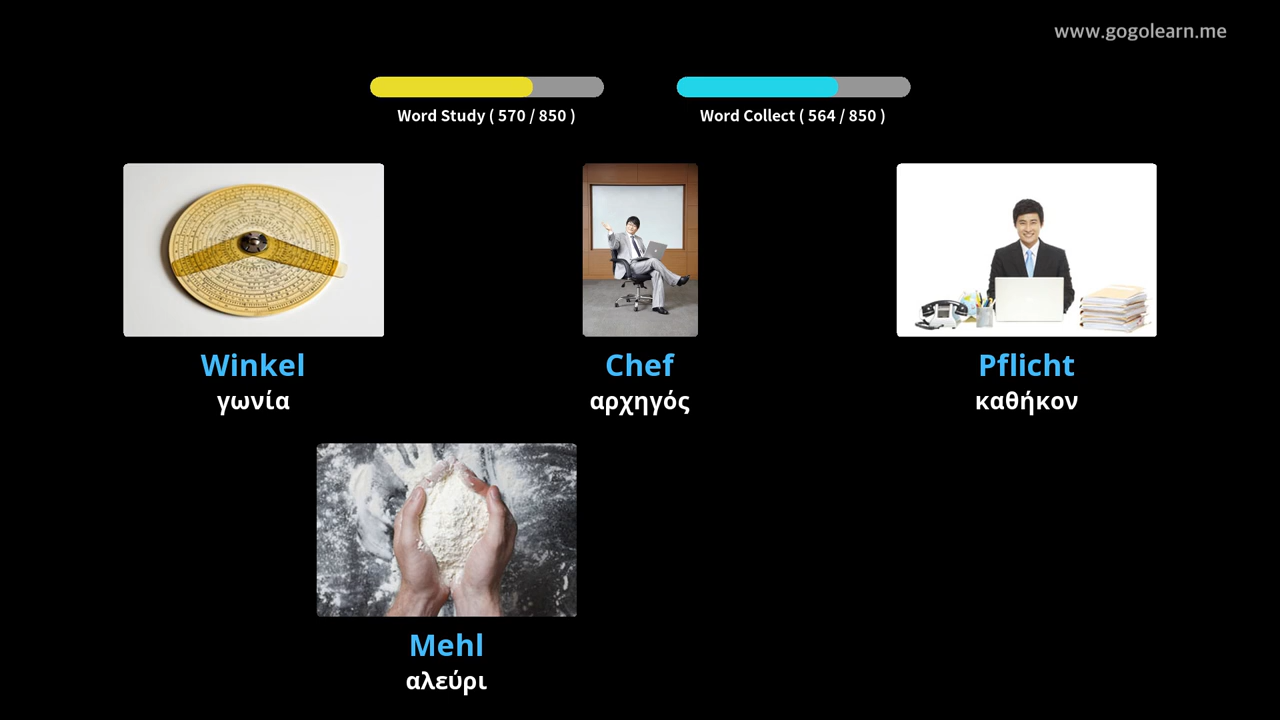 www.gogolearn.me
Word Study ( 570 / 850 )
Word Collect ( 564 / 850 )
Winkel
γωνία
Chef
αρχηγός
Pflicht
καθήκον
Mehl
αλεύρι